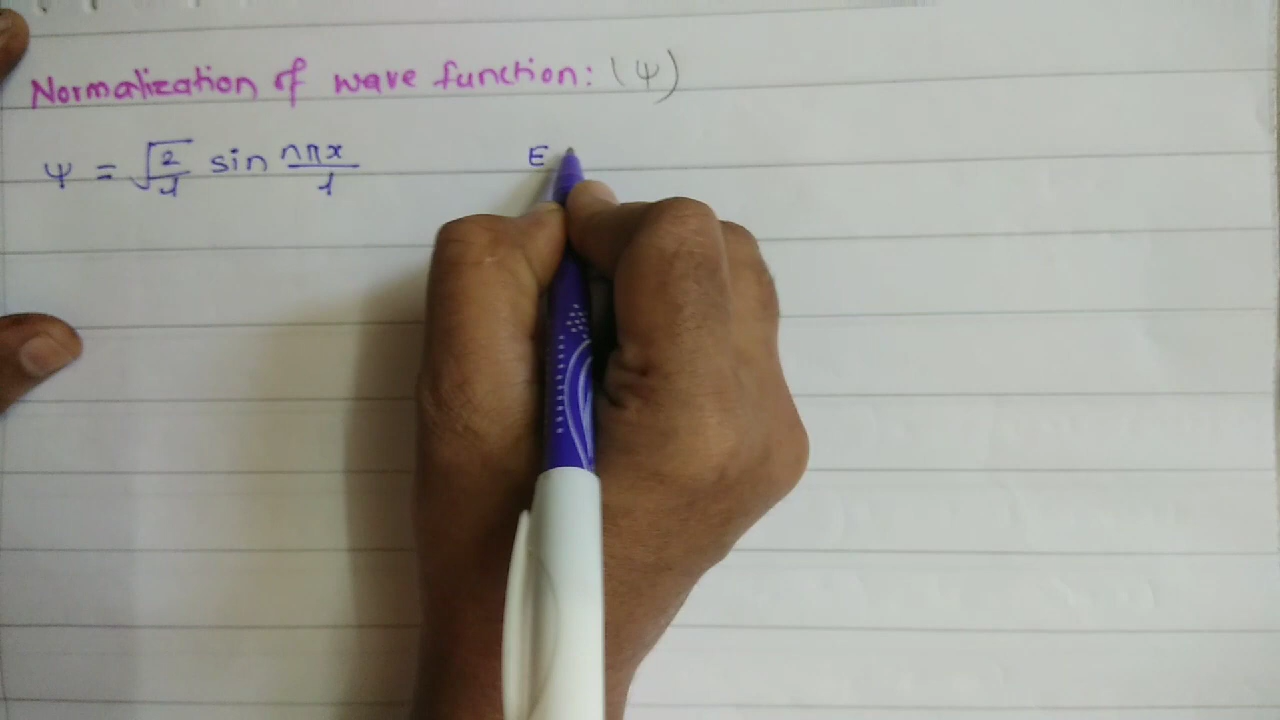 Normalization of wave function: (Ψ)
Ψ = √2/l sin nπx/l E